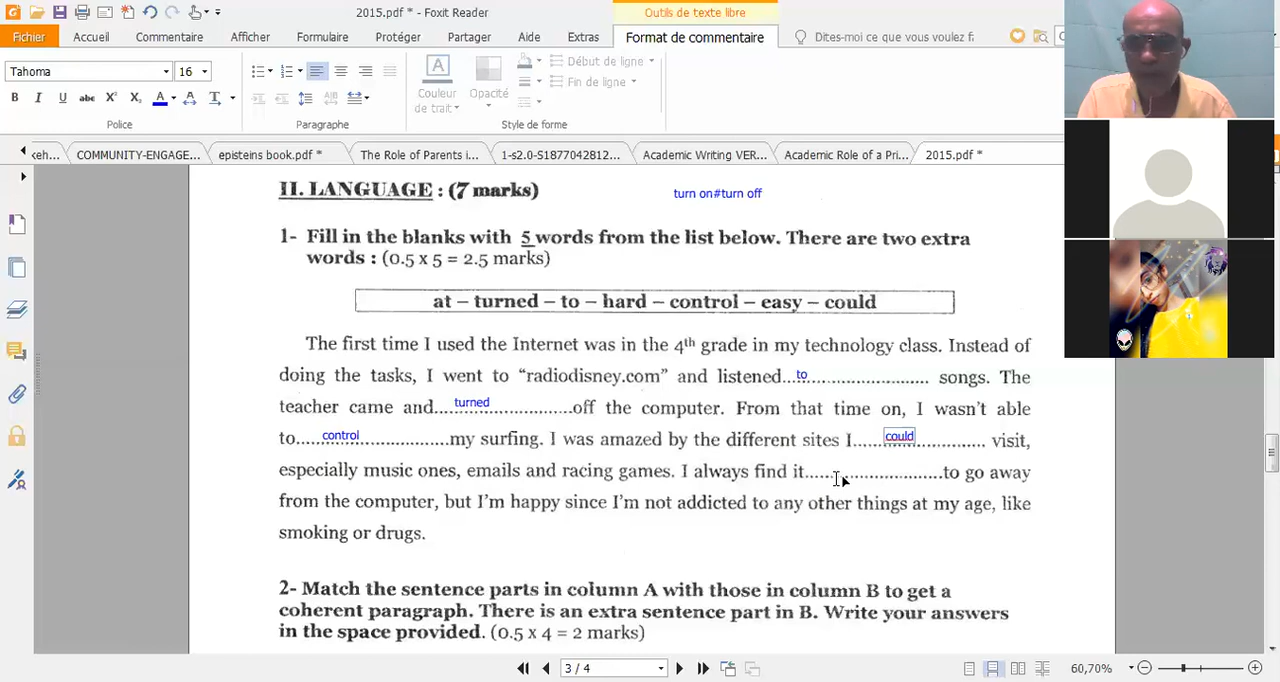 2015.pdf * - Foxit Reader
Outils de texte libre
Fichier Accueil Commentaire Afficher Formulaire Protéger Partager Aide Extras Format de commentaire Dites-moi ce que vous voulez f
Tahoma 16
Début de ligne
Fin de ligne
Couleur de trait
Opacité
Police Paragraphe Style de forme
keh... COMMUNITY-ENGAGE... episteins book.pdf * The Role of Parents i... 1-s2.0-S1877042812... Academic Writing VER... Academic Role of a Pri... 2015.pdf *
II. LANGUAGE : (7 marks) turn on#turn off
1- Fill in the blanks with 5 words from the list below. There are two extra
words : (0.5 x 5 = 2.5 marks)
at – turned – to – hard – control – easy – could
The first time I used the Internet was in the 4th grade in my technology class. Instead of
doing the tasks, I went to “radiodisney.com” and listened...to........................ songs. The
teacher came and....turned................off the computer. From that time on, I wasn't able
to.....control....................my surfing. I was amazed by the different sites I.....could............... visit,
especially music ones, emails and racing games. I always find it...........................to go away
from the computer, but I'm happy since I'm not addicted to any other things at my age, like
smoking or drugs.
2- Match the sentence parts in column A with those in column B to get a
coherent paragraph. There is an extra sentence part in B. Write your answers
in the space provided. (0.5 x 4 = 2 marks)
3 / 4
60,70%